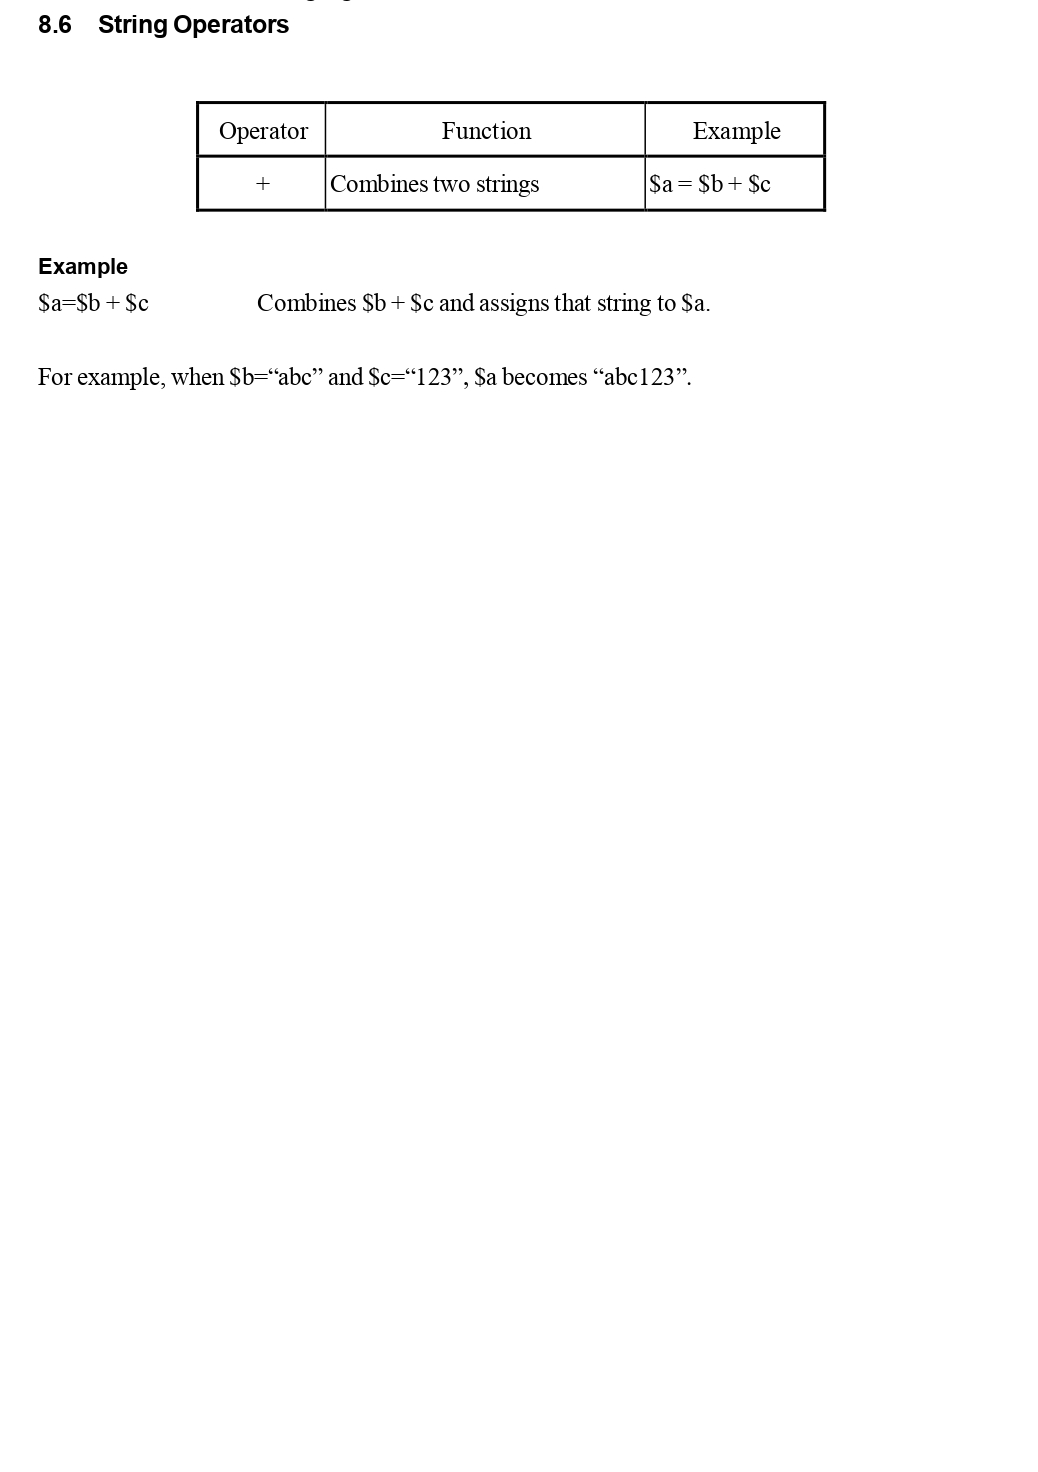 8.6 String Operators
Operator Function Example
+ Combines two strings $a = $b + $c
Example
$a=$b + $c Combines $b + $c and assigns that string to $a.
For example, when $b=“abc” and $c=“123”, $a becomes “abc123”.